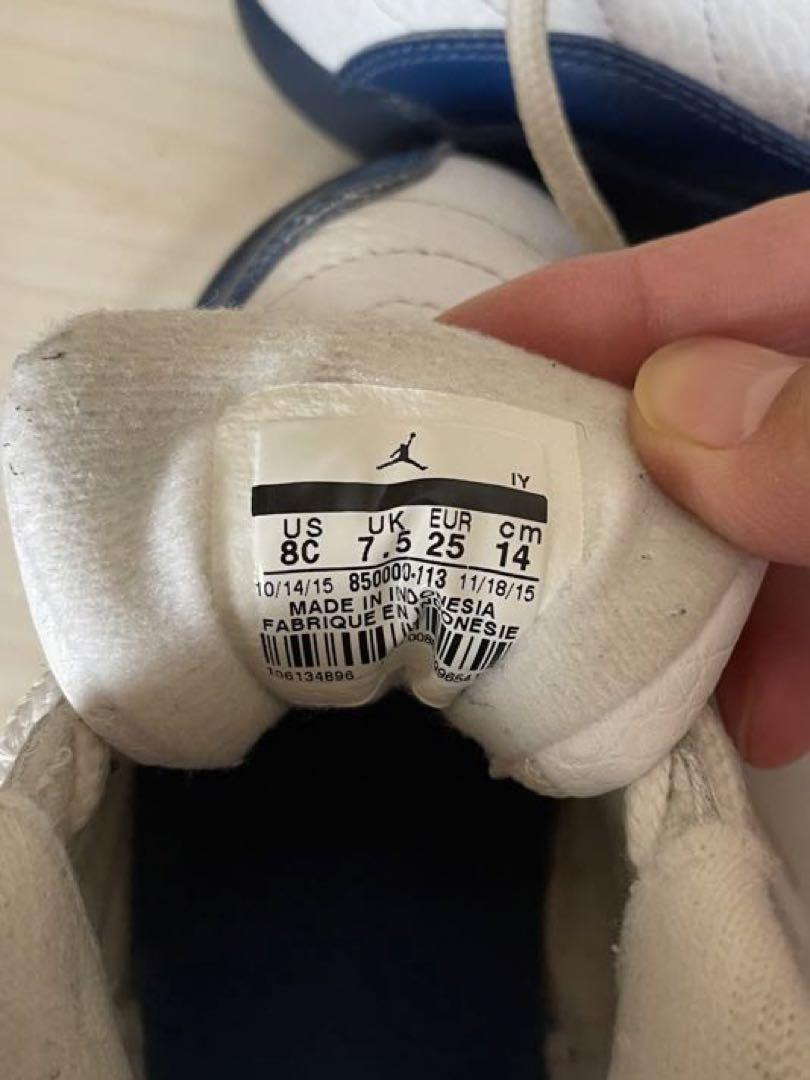 IY
US UK EUR cm
8C 7.5 25 14
10/14/15 850000-113 11/18/15
MADE IN INDONESIA
FABRIQUE EN INDONESIE